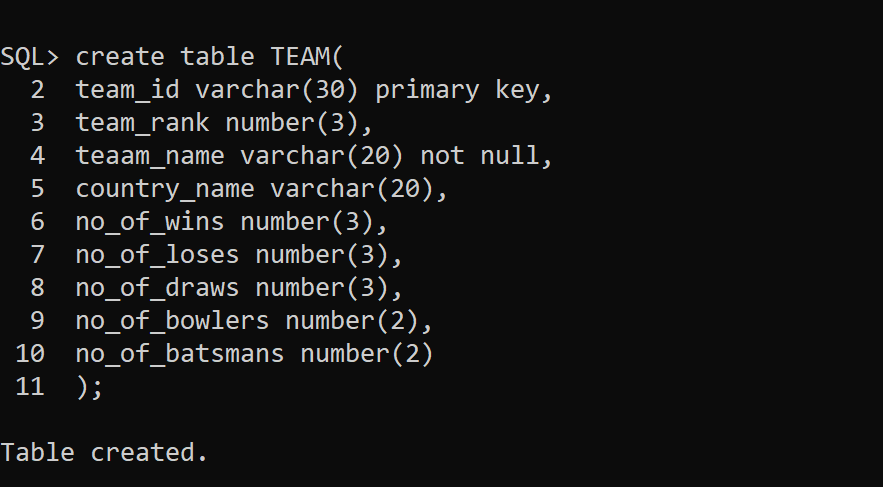 SQL> create table TEAM(
  2  team_id varchar(30) primary key,
  3  team_rank number(3),
  4  teaam_name varchar(20) not null,
  5  country_name varchar(20),
  6  no_of_wins number(3),
  7  no_of_loses number(3),
  8  no_of_draws number(3),
  9  no_of_bowlers number(2),
 10  no_of_batsmans number(2)
 11  );
Table created.